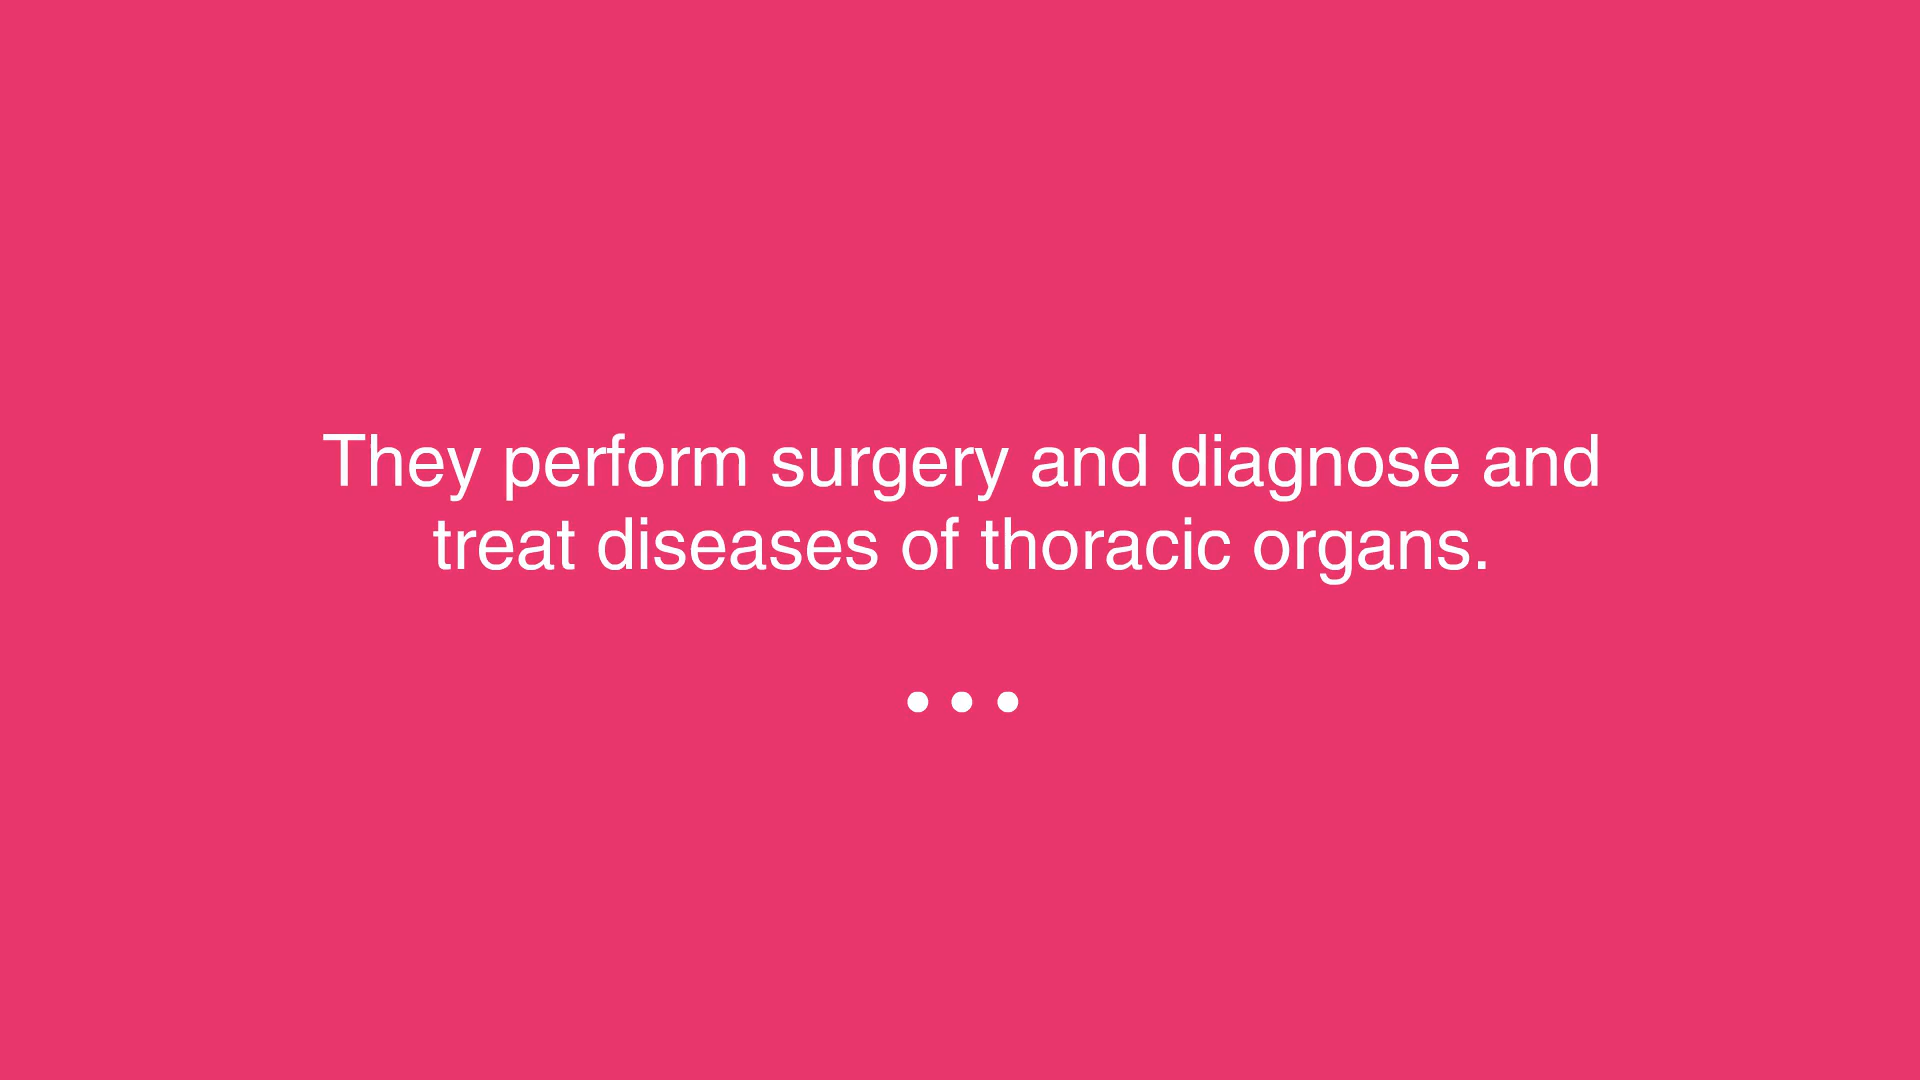 They perform surgery and diagnose and
treat diseases of thoracic organs.